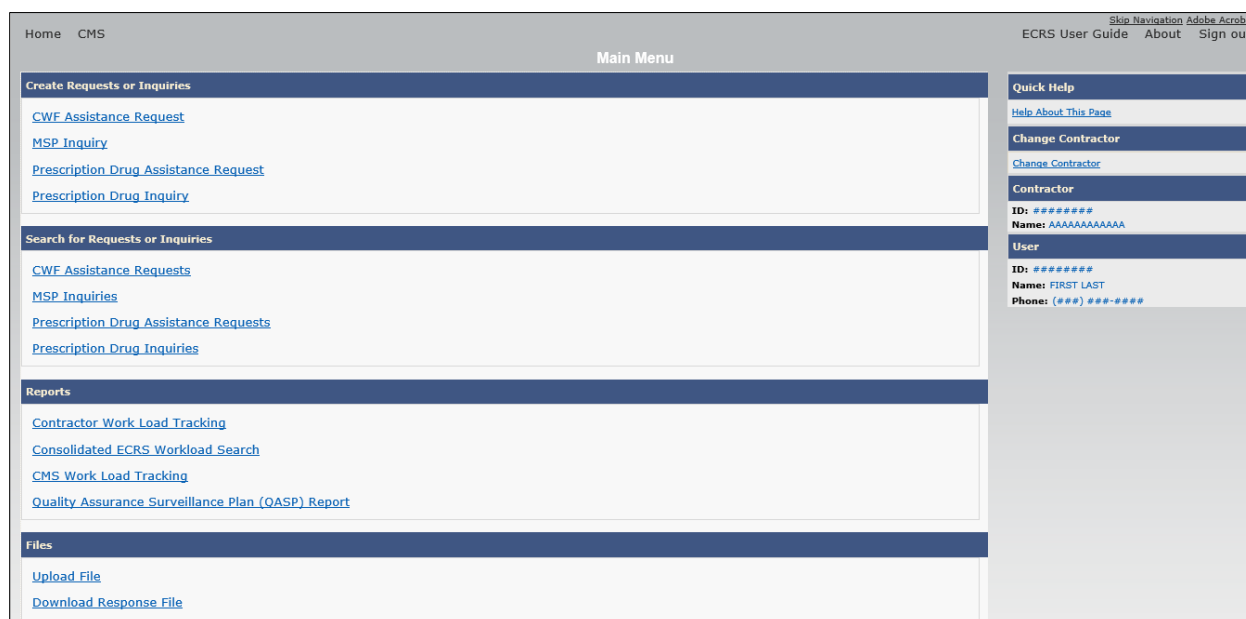 Skip Navigation Adobe Acrob
Home CMS ECRS User Guide About Sign ou
Main Menu
Create Requests or Inquiries
CWF Assistance Request
MSP Inquiry
Prescription Drug Assistance Request
Prescription Drug Inquiry
Search for Requests or Inquiries
CWF Assistance Requests
MSP Inquiries
Prescription Drug Assistance Requests
Prescription Drug Inquiries
Reports
Contractor Work Load Tracking
Consolidated ECRS Workload Search
CMS Work Load Tracking
Quality Assurance Surveillance Plan (QASP) Report
Files
Upload File
Download Response File
Quick Help
Help About This Page
Change Contractor
Change Contractor
Contractor
ID: ########
Name: AAAAAAAAAAAA
User
ID: ########
Name: FIRST LAST
Phone: (###) ###-####